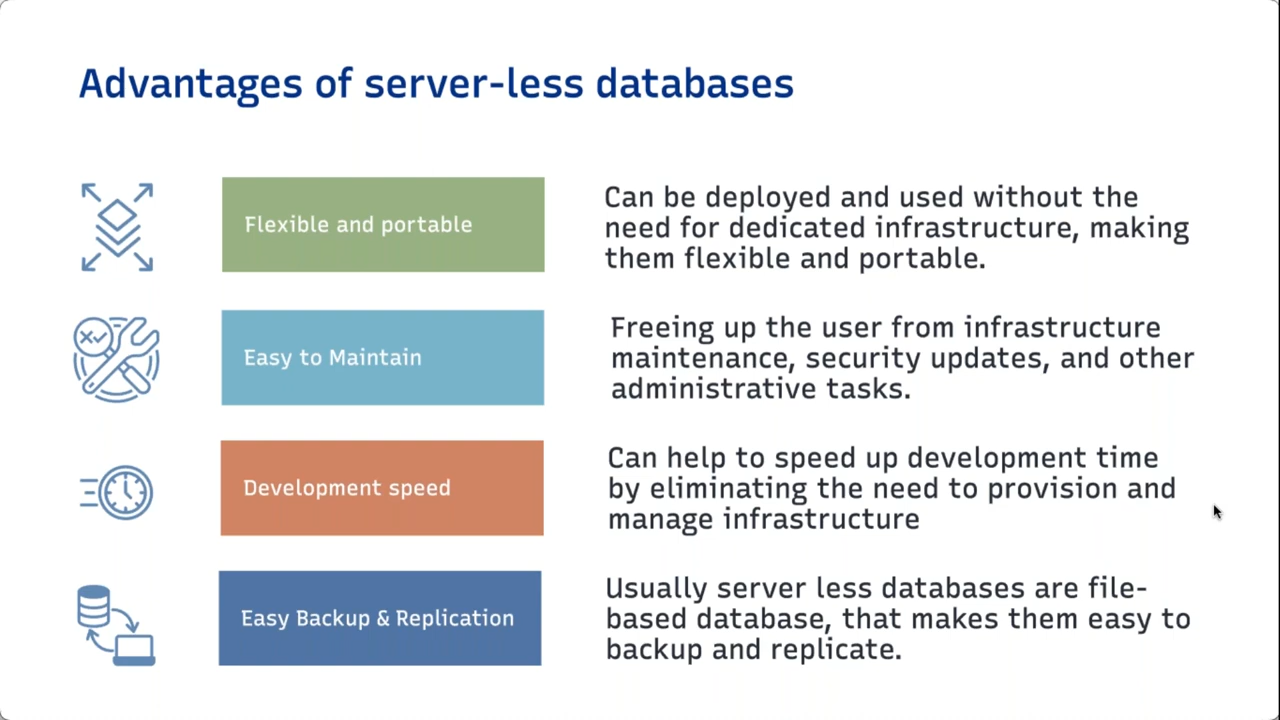 Advantages of server-less databases
Flexible and portable
Can be deployed and used without the
need for dedicated infrastructure, making
them flexible and portable.
Easy to Maintain
Freeing up the user from infrastructure
maintenance, security updates, and other
administrative tasks.
Development speed
Can help to speed up development time
by eliminating the need to provision and
manage infrastructure
Easy Backup & Replication
Usually server less databases are file-
based database, that makes them easy to
backup and replicate.